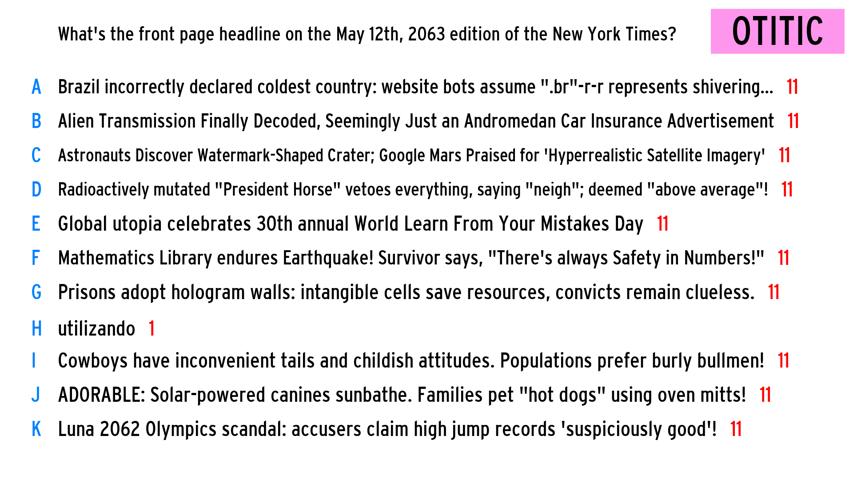 What's the front page headline on the May 12th, 2063 edition of the New York Times?
OTITIC
A Brazil incorrectly declared coldest country: website bots assume ".br"-r-r represents shivering... 11
B Alien Transmission Finally Decoded, Seemingly Just an Andromedan Car Insurance Advertisement 11
C Astronauts Discover Watermark-Shaped Crater; Google Mars Praised for 'Hyperrealistic Satellite Imagery' 11
D Radioactively mutated "President Horse" vetoes everything, saying "neigh"; deemed "above average"! 11
E Global utopia celebrates 30th annual World Learn From Your Mistakes Day 11
F Mathematics Library endures Earthquake! Survivor says, "There's always Safety in Numbers!" 11
G Prisons adopt hologram walls: intangible cells save resources, convicts remain clueless. 11
H utilizando 1
I Cowboys have inconvenient tails and childish attitudes. Populations prefer burly bullmen! 11
J ADORABLE: Solar-powered canines sunbathe. Families pet "hot dogs" using oven mitts! 11
K Luna 2062 Olympics scandal: accusers claim high jump records 'suspiciously good'! 11